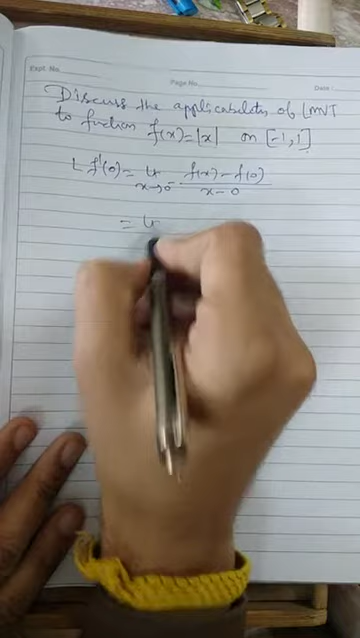 Expt. No.
Page No.
Date:
Discuss the applicability of LMVT
to function f(x)=|x| on [-1,1]
L f'(0) = Lt x→0⁻ f(x)-f(0) / x-0
= Lt